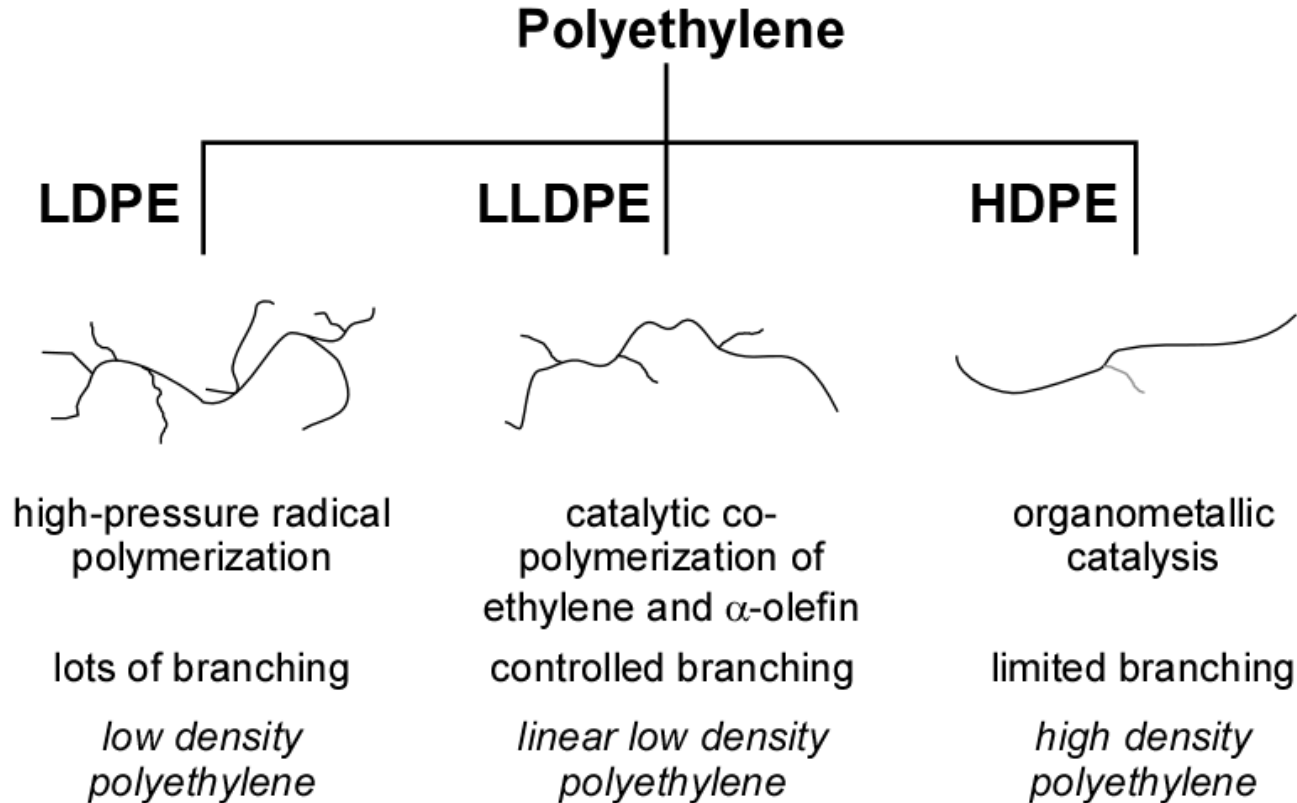 Polyethylene
LDPE
LLDPE
HDPE
high-pressure radical
polymerization
catalytic co-
polymerization of
ethylene and α-olefin
organometallic
catalysis
lots of branching
controlled branching
limited branching
low density
polyethylene
linear low density
polyethylene
high density
polyethylene